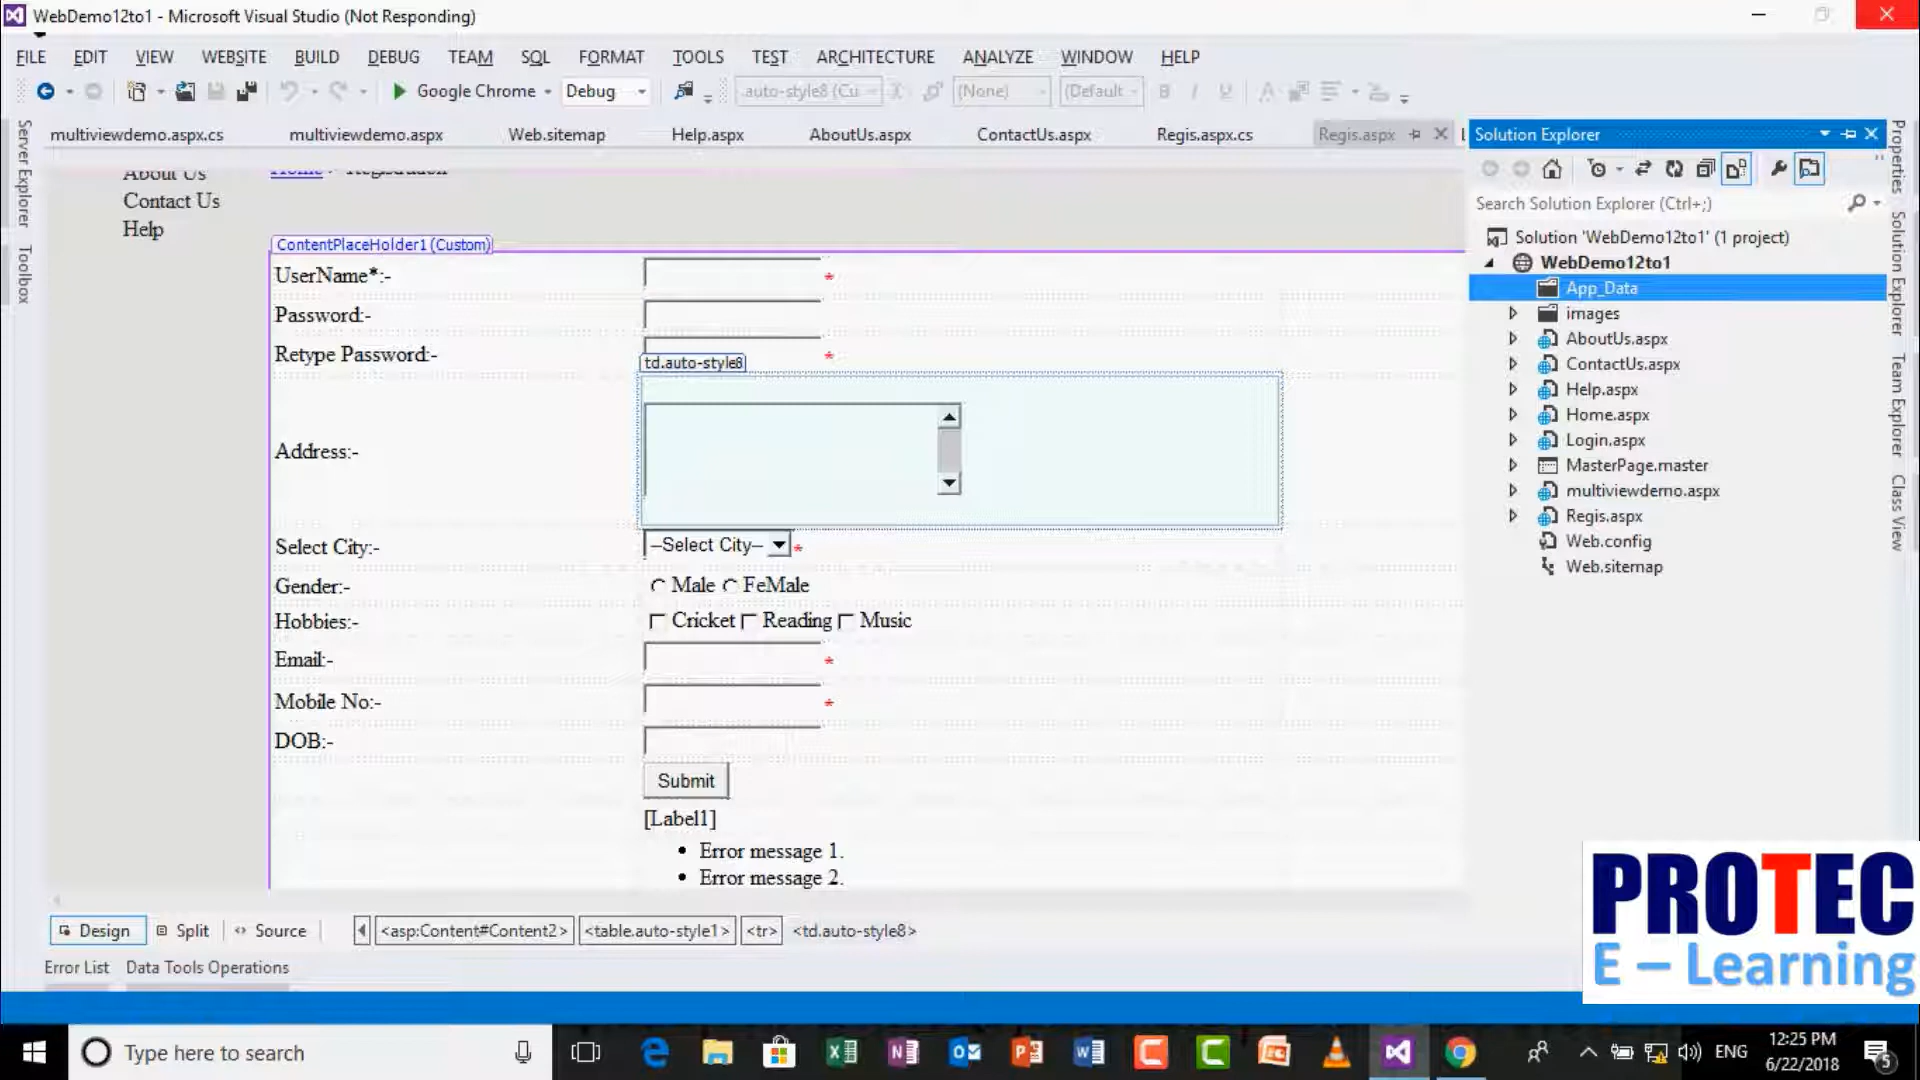 WebDemo12to1 - Microsoft Visual Studio (Not Responding)
FILE EDIT VIEW WEBSITE BUILD DEBUG TEAM SQL FORMAT TOOLS TEST ARCHITECTURE ANALYZE WINDOW HELP
Google Chrome Debug auto-style8 (Cu (None) (Default B I U A
multiviewdemo.aspx.cs multiviewdemo.aspx Web.sitemap Help.aspx AboutUs.aspx ContactUs.aspx Regis.aspx.cs Regis.aspx
Server Explorer
Toolbox
About Us
Contact Us
Help
Home > Registration
ContentPlaceHolder1 (Custom)
UserName*:- *
Password:-
Retype Password:- *
td.auto-style8
Address:-
Select City:- --Select City-- *
Gender:- Male FeMale
Hobbies:- Cricket Reading Music
Email:- *
Mobile No:- *
DOB:-
Submit
[Label1]
• Error message 1.
• Error message 2.
Design Split Source <asp:Content#Content2> <table.auto-style1> <tr> <td.auto-style8>
Error List Data Tools Operations
Solution Explorer
Search Solution Explorer (Ctrl+;)
Solution 'WebDemo12to1' (1 project)
WebDemo12to1
App_Data
images
AboutUs.aspx
ContactUs.aspx
Help.aspx
Home.aspx
Login.aspx
MasterPage.master
multiviewdemo.aspx
Regis.aspx
Web.config
Web.sitemap
Properties
Solution Explorer
Team Explorer
Class View
PROTEC
E – Learning
Type here to search
ENG
12:25 PM
6/22/2018
5